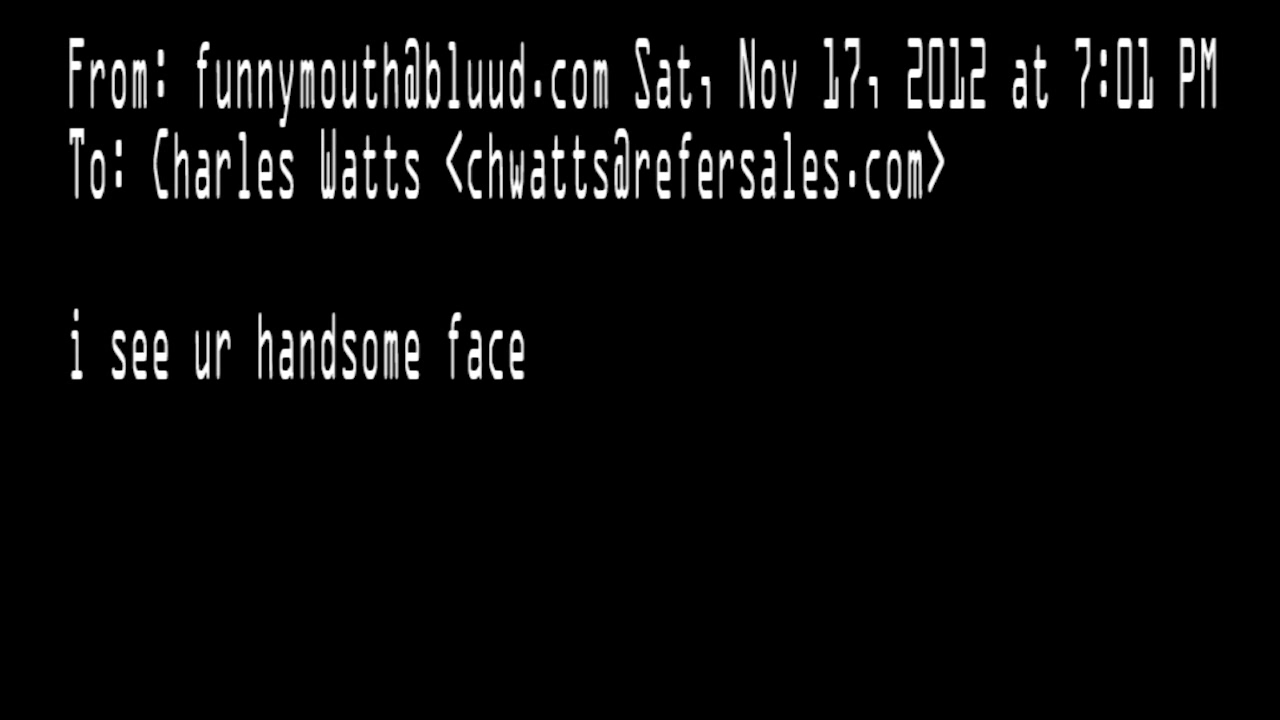 From: funnymouth@bluud.com Sat, Nov 17, 2012 at 7:01 PM
To: Charles Watts <chwatts@refersales.com>
i see ur handsome face